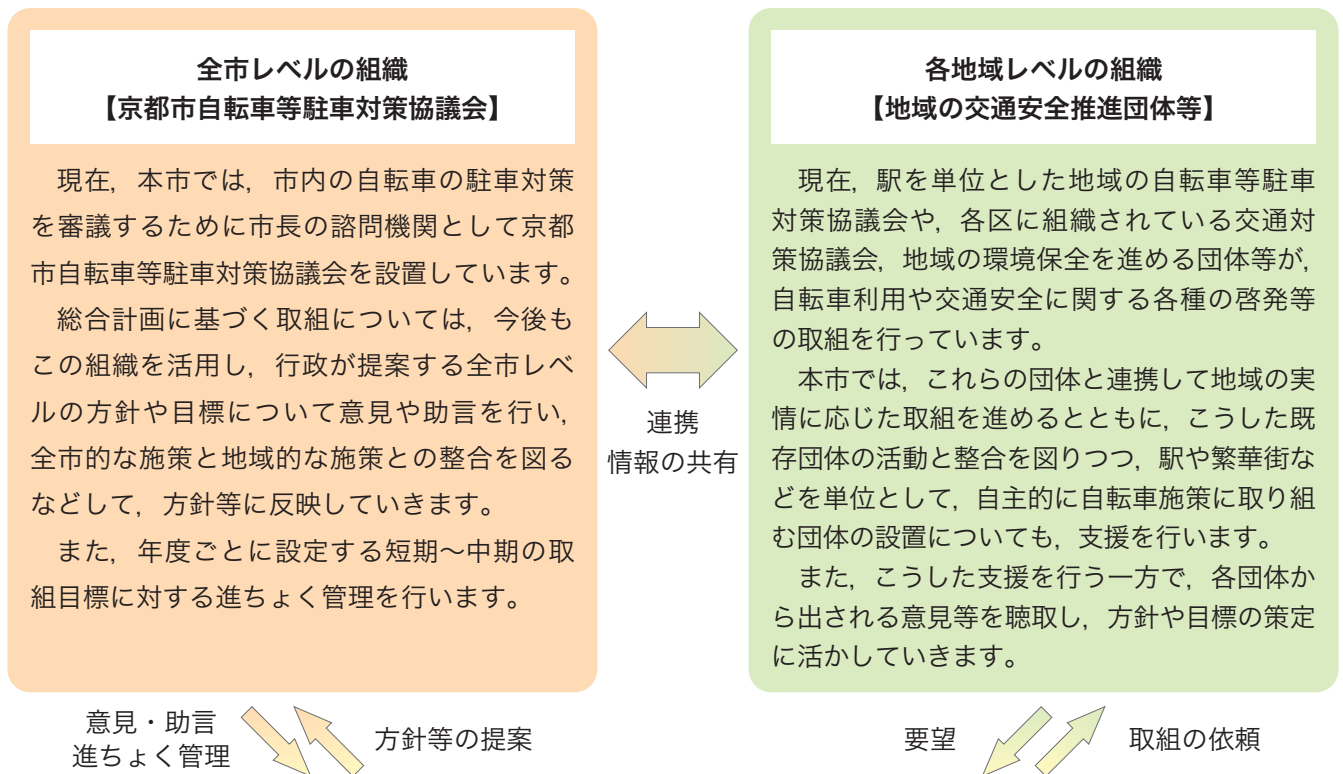 全市レベルの組織
【京都市自転車等駐車対策協議会】
現在，本市では，市内の自転車の駐車対策
を審議するために市長の諮問機関として京都
市自転車等駐車対策協議会を設置しています。
総合計画に基づく取組については，今後も
この組織を活用し，行政が提案する全市レベ
ルの方針や目標について意見や助言を行い，
全市的な施策と地域的な施策との整合を図る
などして，方針等に反映していきます。
また，年度ごとに設定する短期～中期の取
組目標に対する進ちょく管理を行います。
連携
情報の共有
各地域レベルの組織
【地域の交通安全推進団体等】
現在，駅を単位とした地域の自転車等駐車
対策協議会や，各区に組織されている交通対
策協議会，地域の環境保全を進める団体等が，
自転車利用や交通安全に関する各種の啓発等
の取組を行っています。
本市では，これらの団体と連携して地域の実
情に応じた取組を進めるとともに，こうした既
存団体の活動と整合を図りつつ，駅や繁華街な
どを単位として，自主的に自転車施策に取り組
む団体の設置についても，支援を行います。
また，こうした支援を行う一方で，各団体か
ら出される意見等を聴取し，方針や目標の策定
に活かしていきます。
意見・助言
進ちょく管理
方針等の提案
要望
取組の依頼